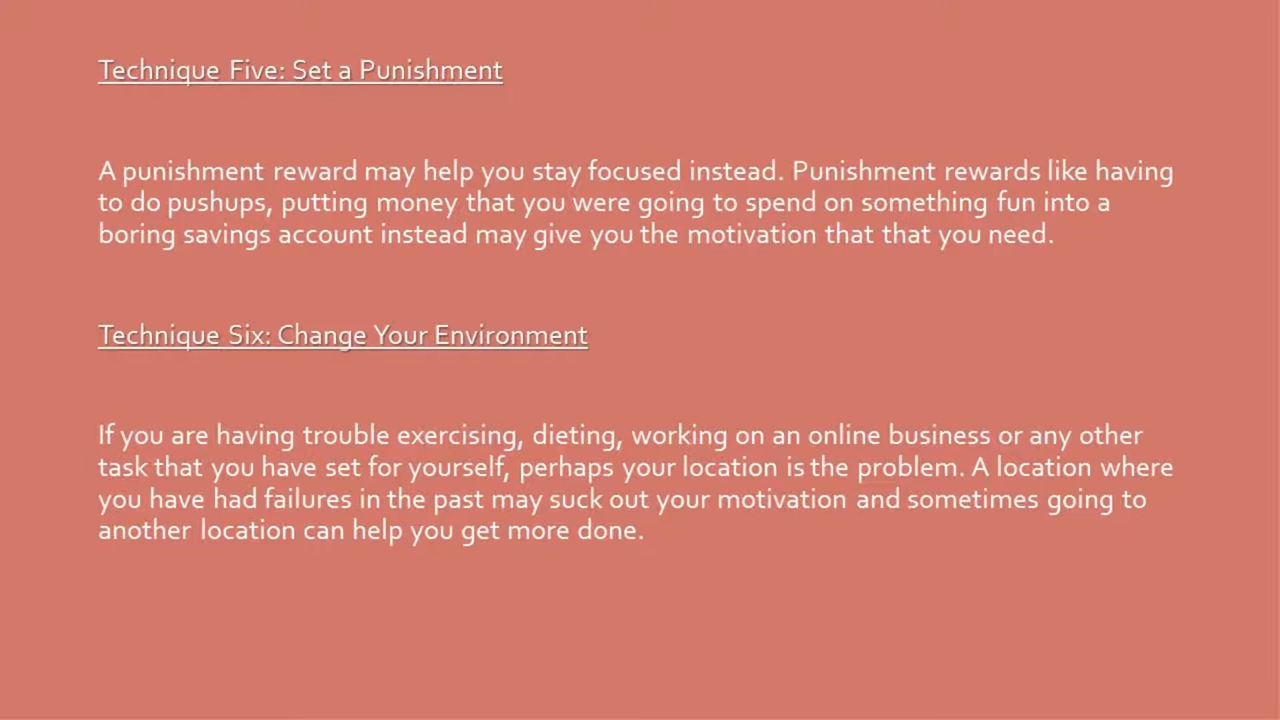 Technique Five: Set a Punishment
A punishment reward may help you stay focused instead. Punishment rewards like having
to do pushups, putting money that you were going to spend on something fun into a
boring savings account instead may give you the motivation that that you need.
Technique Six: Change Your Environment
If you are having trouble exercising, dieting, working on an online business or any other
task that you have set for yourself, perhaps your location is the problem. A location where
you have had failures in the past may suck out your motivation and sometimes going to
another location can help you get more done.